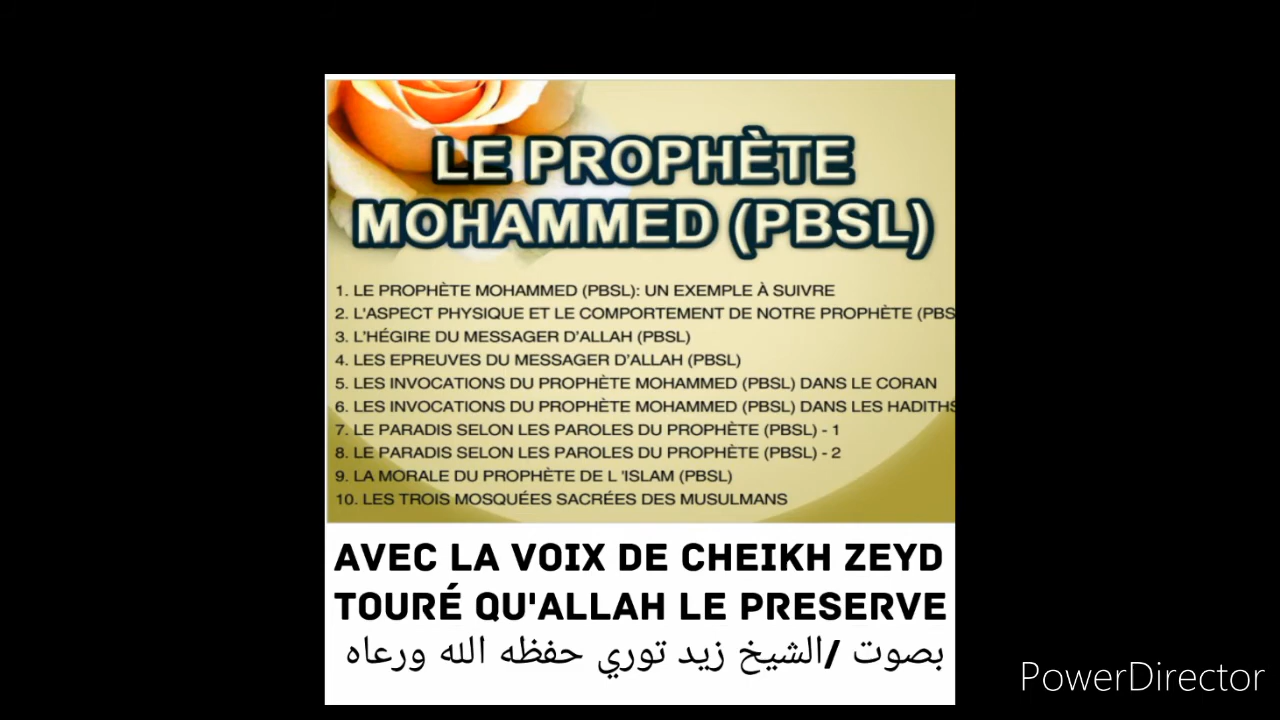 LE PROPHÈTE
MOHAMMED (PBSL)
1. LE PROPHÈTE MOHAMMED (PBSL): UN EXEMPLE À SUIVRE
2. L'ASPECT PHYSIQUE ET LE COMPORTEMENT DE NOTRE PROPHÈTE (PBS
3. L'HÉGIRE DU MESSAGER D'ALLAH (PBSL)
4. LES EPREUVES DU MESSAGER D'ALLAH (PBSL)
5. LES INVOCATIONS DU PROPHÈTE MOHAMMED (PBSL) DANS LE CORAN
6. LES INVOCATIONS DU PROPHÈTE MOHAMMED (PBSL) DANS LES HADITHS
7. LE PARADIS SELON LES PAROLES DU PROPHÈTE (PBSL) - 1
8. LE PARADIS SELON LES PAROLES DU PROPHÈTE (PBSL) - 2
9. LA MORALE DU PROPHÈTE DE L 'ISLAM (PBSL)
10. LES TROIS MOSQUÉES SACRÉES DES MUSULMANS
AVEC LA VOIX DE CHEIKH ZEYD
TOURÉ QU'ALLAH LE PRESERVE
بصوت /الشيخ زيد توري حفظه الله ورعاه
PowerDirector